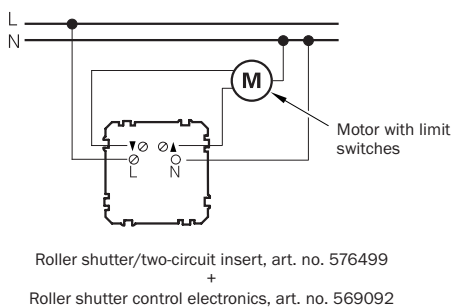 L
N
M
Motor with limit
switches
L N
Roller shutter/two-circuit insert, art. no. 576499
+
Roller shutter control electronics, art. no. 569092